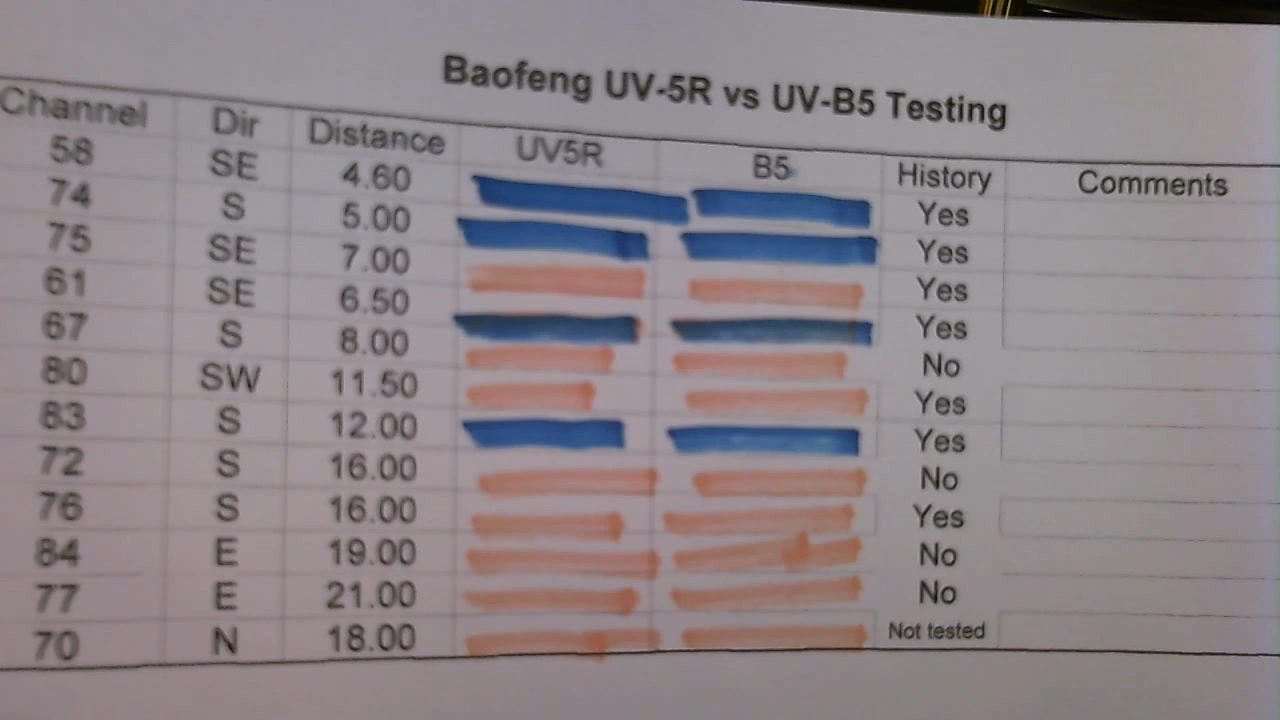 Baofeng UV-5R vs UV-B5 Testing
Channel Dir Distance UV5R B5 History Comments
58 SE 4.60 Yes
74 S 5.00 Yes
75 SE 7.00 Yes
61 SE 6.50 Yes
67 S 8.00 No
80 SW 11.50 Yes
83 S 12.00 Yes
72 S 16.00 No
76 S 16.00 Yes
84 E 19.00 No
77 E 21.00 No
70 N 18.00 Not tested